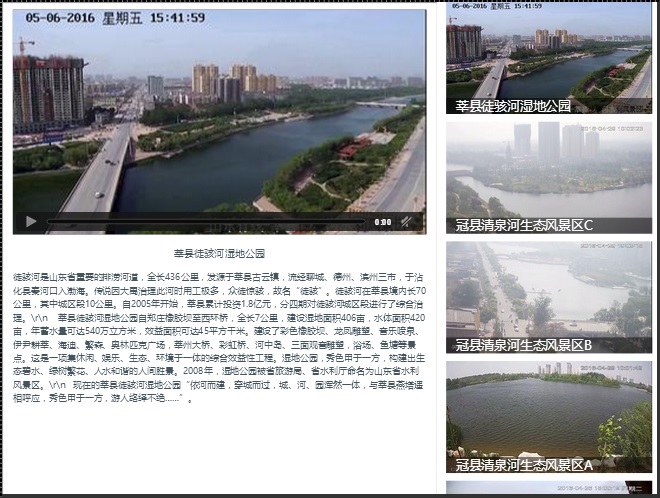 05-06-2016 星期五 15:41:59
0:00
莘县徒骇河湿地公园
徒骇河是山东省重要的排涝河道，全长436公里，发源于莘县古云镇，流经聊城、德州、滨州三市，于沾
化县套河口入渤海。传说因大禹治理此河时用工极多，众徒惊骇，故名“徒骇”。徒骇河在莘县境内长70
公里，其中城区段10公里。自2005年开始，莘县累计投资1.8亿元，分四期对徒骇河城区段进行了综合治
理。\r\n 莘县徒骇河湿地公园自郑庄橡胶坝至西环桥，全长7公里，建设湿地面积406亩，水体面积420
亩，年蓄水量可达540万立方米，效益面积可达45平方千米。建设了彩色橡胶坝、龙凤雕塑、音乐喷泉、
伊尹耕莘、海迪、繁森、奥林匹克广场，莘州大桥、彩虹桥、河中岛、三面观音雕塑，浴场、鱼塘等景
点。这是一项集休闲、娱乐、生态、环境于一体的综合效益性工程。湿地公园，秀色甲于一方，构建出生
态碧水、绿树繁花、人水和谐的人间胜景。2008年，湿地公园被省旅游局、省水利厅命名为山东省水利
风景区。\r\n 现在的莘县徒骇河湿地公园“依河而建，穿城而过，城、河、园浑然一体，与莘县燕塔遥
相呼应，秀色甲于一方，游人络绎不绝......”。
05-06-2016 星期五 15:41:59
莘县徒骇河湿地公园
冠县清泉河生态风景区C
冠县清泉河生态风景区B
冠县清泉河生态风景区A